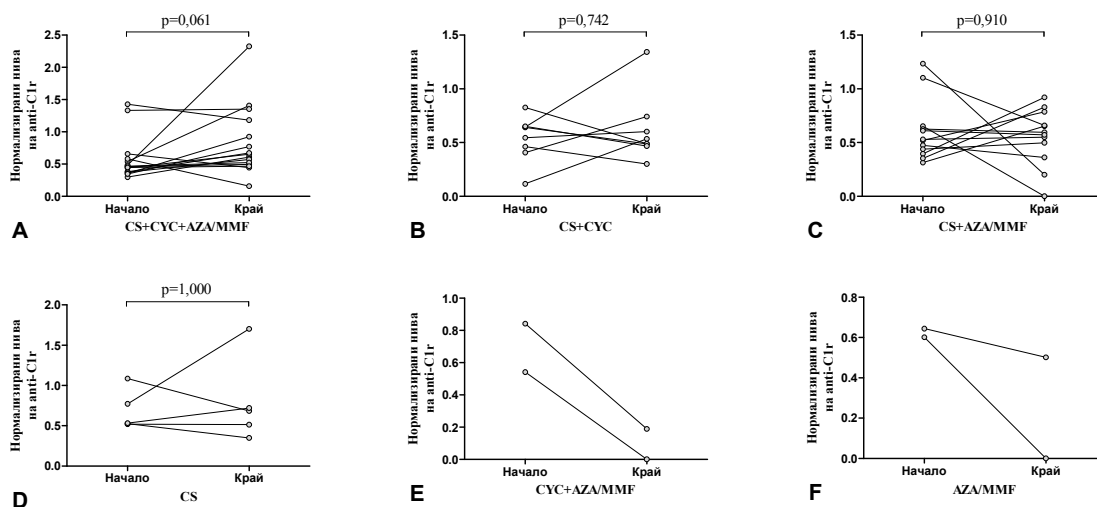 p=0,061
Нормализирани нива
на anti-C1r
2.5
2.0
1.5
1.0
0.5
0.0
Начало
Край
A
CS+CYC+AZA/MMF
p=0,742
Нормализирани нива
на anti-C1r
1.5
1.0
0.5
0.0
Начало
Край
B
CS+CYC
p=0,910
Нормализирани нива
на anti-C1r
1.5
1.0
0.5
0.0
Начало
Край
C
CS+AZA/MMF
p=1,000
Нормализирани нива
на anti-C1r
2.0
1.5
1.0
0.5
0.0
Начало
Край
D
CS
Нормализирани нива
на anti-C1r
1.0
0.8
0.6
0.4
0.2
0.0
Начало
Край
E
CYC+AZA/MMF
Нормализирани нива
на anti-C1r
0.8
0.6
0.4
0.2
0.0
Начало
Край
F
AZA/MMF